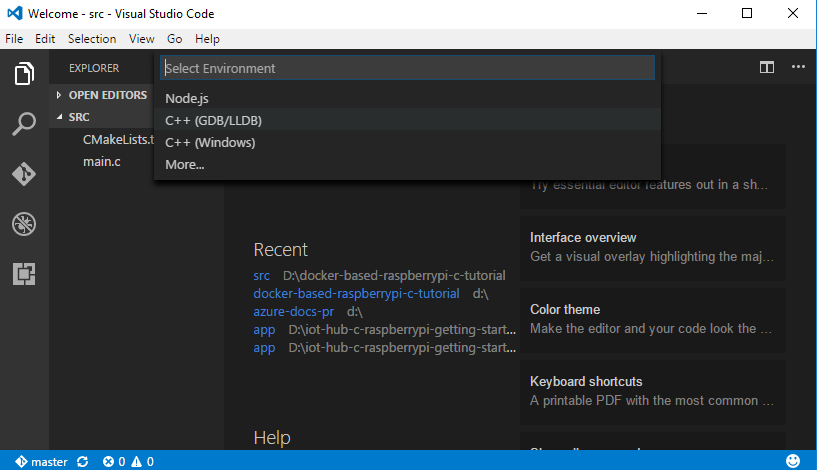 Welcome - src - Visual Studio Code
File Edit Selection View Go Help
EXPLORER
OPEN EDITORS
SRC
CMakeLists.t
main.c
Select Environment
Node.js
C++ (GDB/LLDB)
C++ (Windows)
More...
Recent
src D:\docker-based-raspberrypi-c-tutorial
docker-based-raspberrypi-c-tutorial d:\
azure-docs-pr d:\
app D:\iot-hub-c-raspberrypi-getting-start...
app D:\iot-hub-c-raspberrypi-getting-start...
Help
Try essential editor features out in a sh...
Interface overview
Get a visual overlay highlighting the maj...
Color theme
Make the editor and your code look the ...
Keyboard shortcuts
A printable PDF with the most common ...
master 0 0